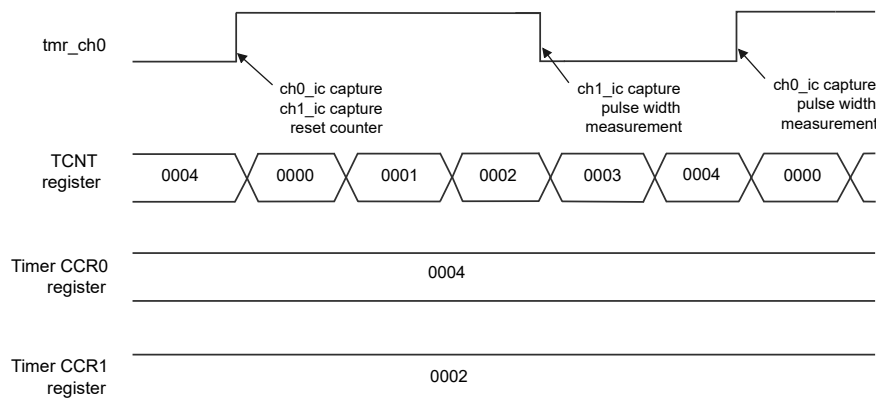 tmr_ch0
ch0_ic capture
ch1_ic capture
reset counter
ch1_ic capture
pulse width
measurement
ch0_ic capture
pulse width
measurement
TCNT
register
0004 0000 0001 0002 0003 0004 0000
Timer CCR0
register
0004
Timer CCR1
register
0002